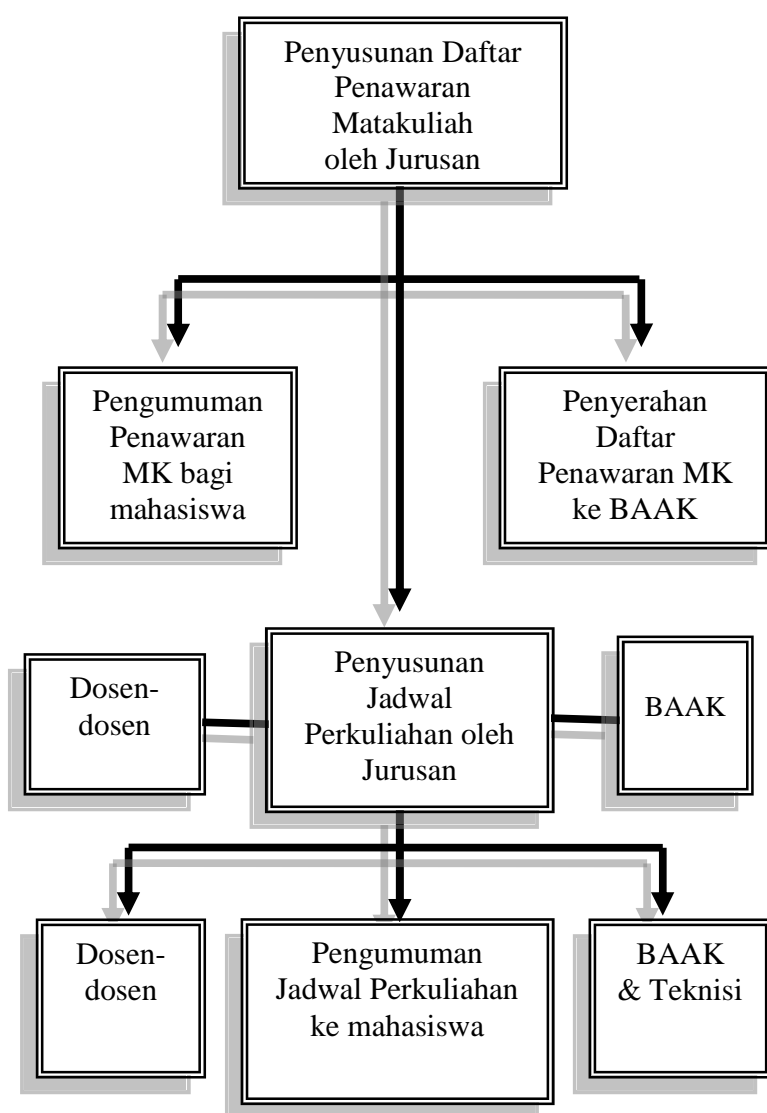 Penyusunan Daftar
Penawaran
Matakuliah
oleh Jurusan
Pengumuman
Penawaran
MK bagi
mahasiswa
Penyerahan
Daftar
Penawaran MK
ke BAAK
Dosen-
dosen
Penyusunan
Jadwal
Perkuliahan oleh
Jurusan
BAAK
Dosen-
dosen
Pengumuman
Jadwal Perkuliahan
ke mahasiswa
BAAK
& Teknisi